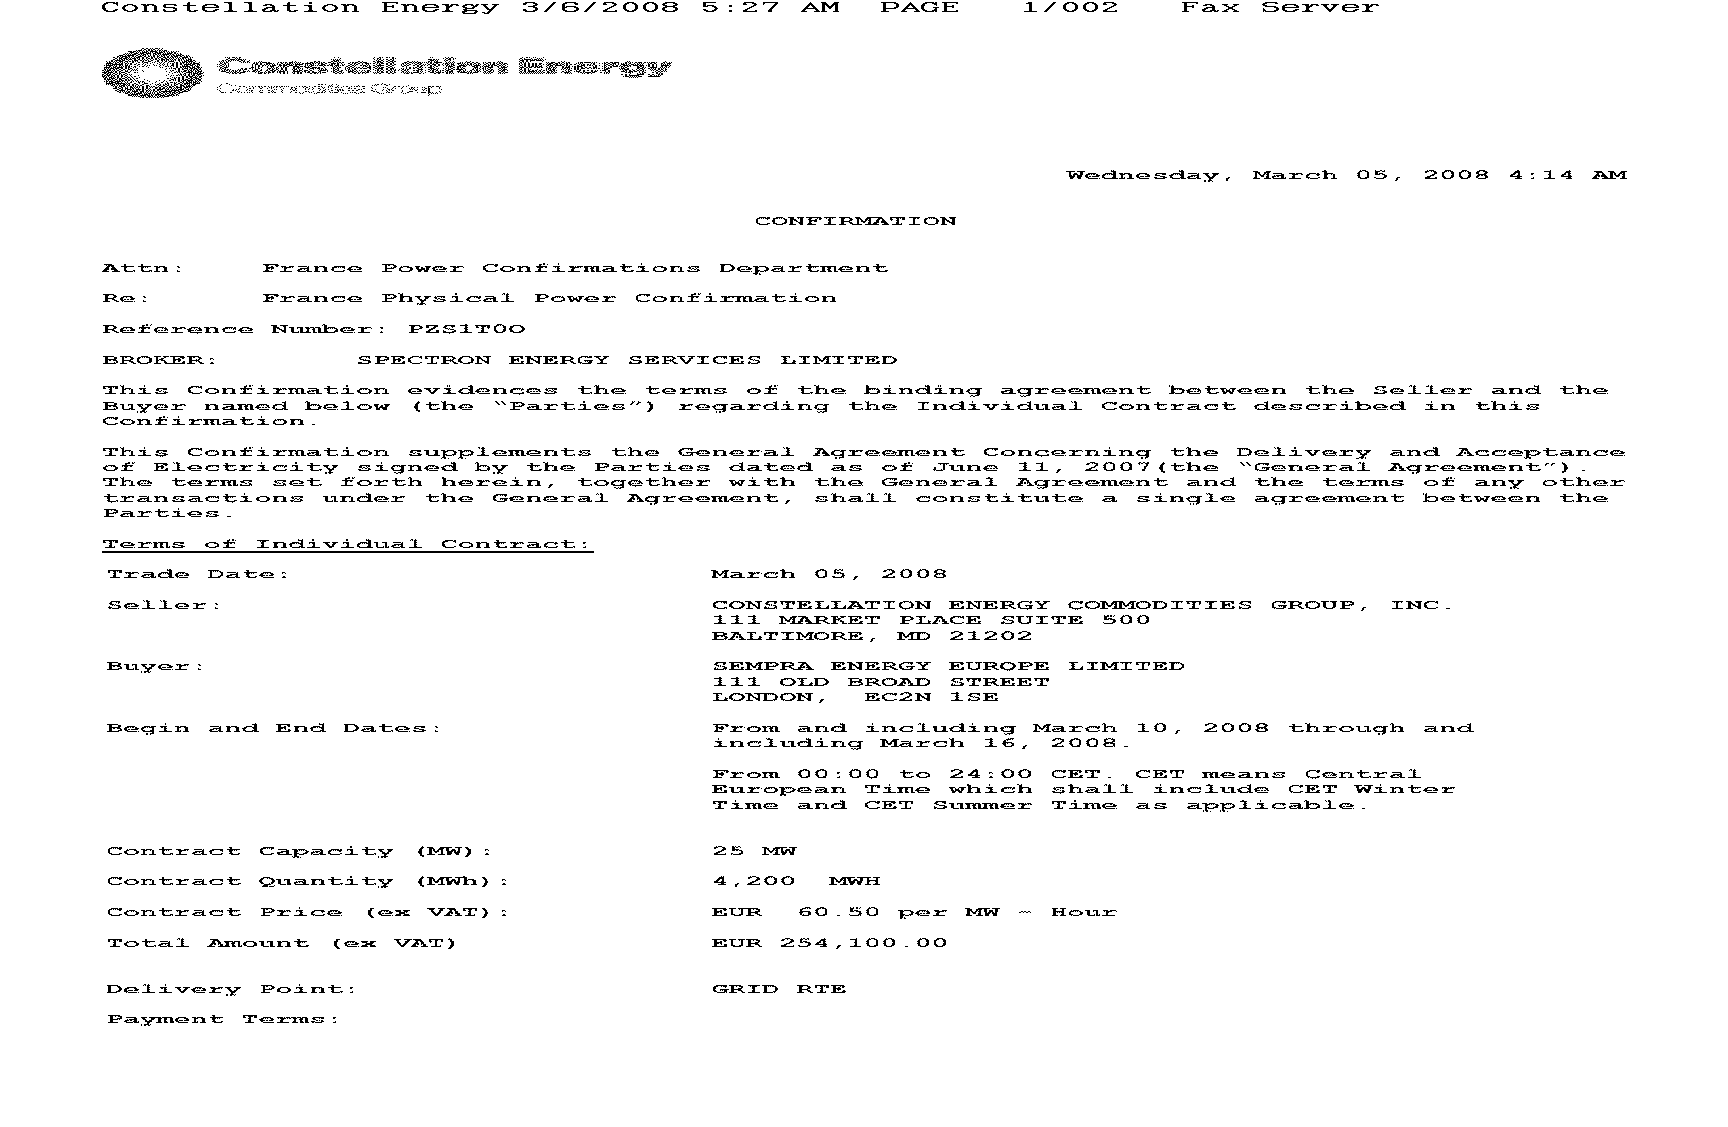 Constellation Energy 3/6/2008 5:27 AM PAGE 1/002 Fax Server
Constellation Energy
Commodities Group
Wednesday, March 05, 2008 4:14 AM
CONFIRMATION
Attn: France Power Confirmations Department
Re: France Physical Power Confirmation
Reference Number: PZS1T0O
BROKER: SPECTRON ENERGY SERVICES LIMITED
This Confirmation evidences the terms of the binding agreement between the Seller and the
Buyer named below (the “Parties”) regarding the Individual Contract described in this
Confirmation.
This Confirmation supplements the General Agreement Concerning the Delivery and Acceptance
of Electricity signed by the Parties dated as of June 11, 2007(the “General Agreement”).
The terms set forth herein, together with the General Agreement and the terms of any other
transactions under the General Agreement, shall constitute a single agreement between the
Parties.
Terms of Individual Contract:
Trade Date: March 05, 2008
Seller: CONSTELLATION ENERGY COMMODITIES GROUP, INC.
111 MARKET PLACE SUITE 500
BALTIMORE, MD 21202
Buyer: SEMPRA ENERGY EUROPE LIMITED
111 OLD BROAD STREET
LONDON, EC2N 1SE
Begin and End Dates: From and including March 10, 2008 through and
including March 16, 2008.
From 00:00 to 24:00 CET. CET means Central
European Time which shall include CET Winter
Time and CET Summer Time as applicable.
Contract Capacity (MW): 25 MW
Contract Quantity (MWh): 4,200 MWH
Contract Price (ex VAT): EUR 60.50 per MW - Hour
Total Amount (ex VAT) EUR 254,100.00
Delivery Point: GRID RTE
Payment Terms: